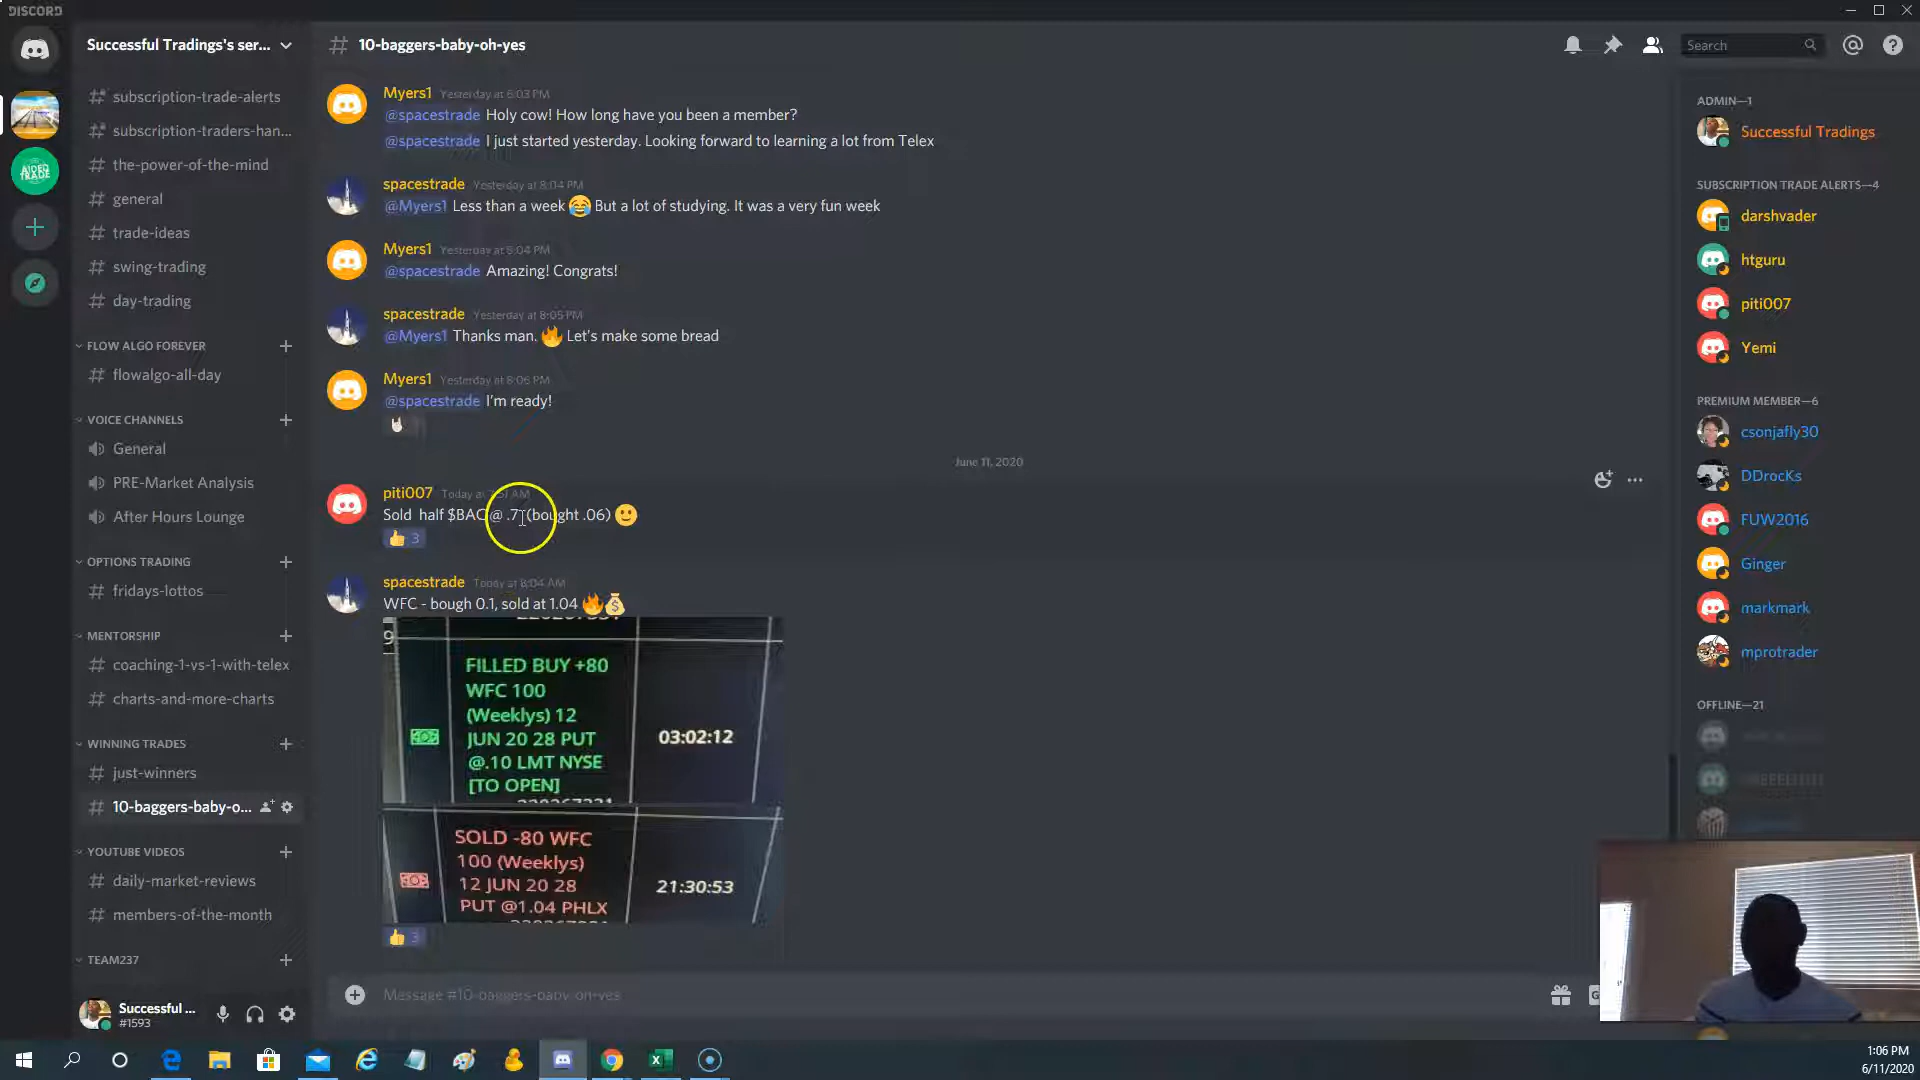 DISCORD
Successful Tradings's ser...
subscription-trade-alerts
subscription-traders-han...
the-power-of-the-mind
general
trade-ideas
swing-trading
day-trading
FLOW ALGO FOREVER
flowalgo-all-day
VOICE CHANNELS
General
PRE-Market Analysis
After Hours Lounge
OPTIONS TRADING
fridays-lottos
MENTORSHIP
coaching-1-vs-1-with-telex
charts-and-more-charts
WINNING TRADES
just-winners
10-baggers-baby-o...
YOUTUBE VIDEOS
daily-market-reviews
members-of-the-month
TEAM237
Successful ...
#1593
AIDED TRADE
# 10-baggers-baby-oh-yes
Search
Myers1 Yesterday at 8:03 PM
@spacestrade Holy cow! How long have you been a member?
@spacestrade I just started yesterday. Looking forward to learning a lot from Telex
spacestrade Yesterday at 8:04 PM
@Myers1 Less than a week 😂 But a lot of studying. It was a very fun week
Myers1 Yesterday at 8:04 PM
@spacestrade Amazing! Congrats!
spacestrade Yesterday at 8:05 PM
@Myers1 Thanks man. 🔥 Let's make some bread
Myers1 Yesterday at 8:06 PM
@spacestrade I'm ready!
June 11, 2020
piti007 Today at AM
Sold half $BAC @ .7 (bought .06) 🙂
👍 3
spacestrade Today at 8:04 AM
WFC - bough 0.1, sold at 1.04 🔥💰
9
FILLED BUY +80
WFC 100
(Weeklys) 12
JUN 20 28 PUT
@.10 LMT NYSE
[TO OPEN]
03:02:12
SOLD -80 WFC
100 (Weeklys)
12 JUN 20 28
PUT @1.04 PHLX
21:30:53
👍 3
Message #10-baggers-baby-oh-yes
ADMIN—1
Successful Tradings
SUBSCRIPTION TRADE ALERTS—4
darshvader
htguru
piti007
Yemi
PREMIUM MEMBER—6
csonjafly30
DDrocKs
FUW2016
Ginger
markmark
mprotrader
OFFLINE—21
1:06 PM
6/11/2020